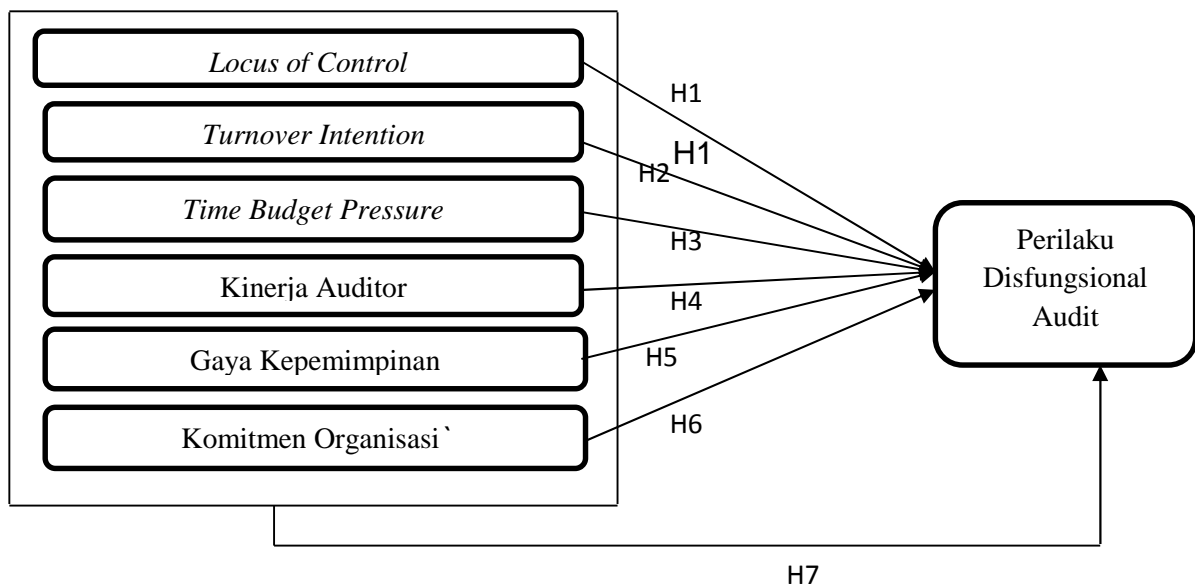 Locus of Control
H1
Turnover Intention
H1
H2
Time Budget Pressure
H3
Perilaku
Disfungsional
Audit
Kinerja Auditor
H4
Gaya Kepemimpinan
H5
Komitmen Organisasi`
H6
H7